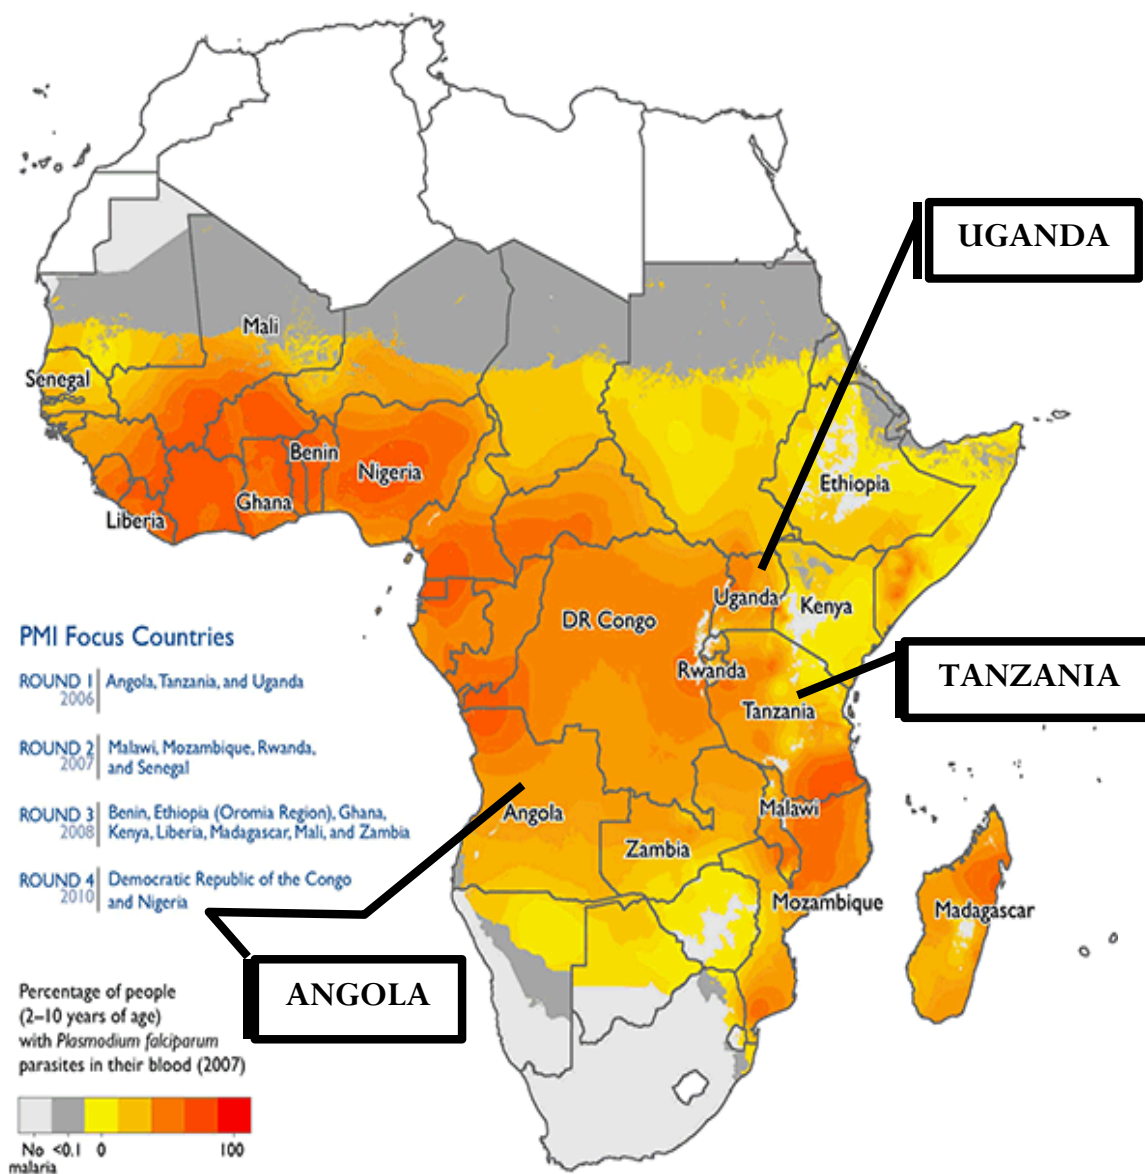 UGANDA
Mali
Senegal
Benin
Nigeria
Ghana
Liberia
Ethiopia
DR Congo
Uganda
Kenya
Rwanda
TANZANIA
Tanzania
Angola
Malawi
Zambia
Mozambique
Madagascar
PMI Focus Countries
ROUND 1
2006
Angola, Tanzania, and Uganda
ROUND 2
2007
Malawi, Mozambique, Rwanda,
and Senegal
ROUND 3
2008
Benin, Ethiopia (Oromia Region), Ghana,
Kenya, Liberia, Madagascar, Mali, and Zambia
ROUND 4
2010
Democratic Republic of the Congo
and Nigeria
ANGOLA
Percentage of people
(2–10 years of age)
with Plasmodium falciparum
parasites in their blood (2007)
No malaria
<0.1
0
100